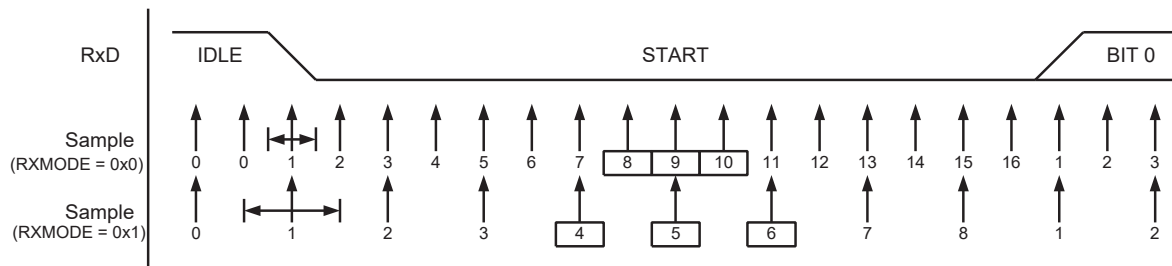 RxD IDLE START BIT 0
Sample
(RXMODE = 0x0)
0 0 1 2 3 4 5 6 7 8 9 10 11 12 13 14 15 16 1 2 3
Sample
(RXMODE = 0x1)
0 1 2 3 4 5 6 7 8 1 2